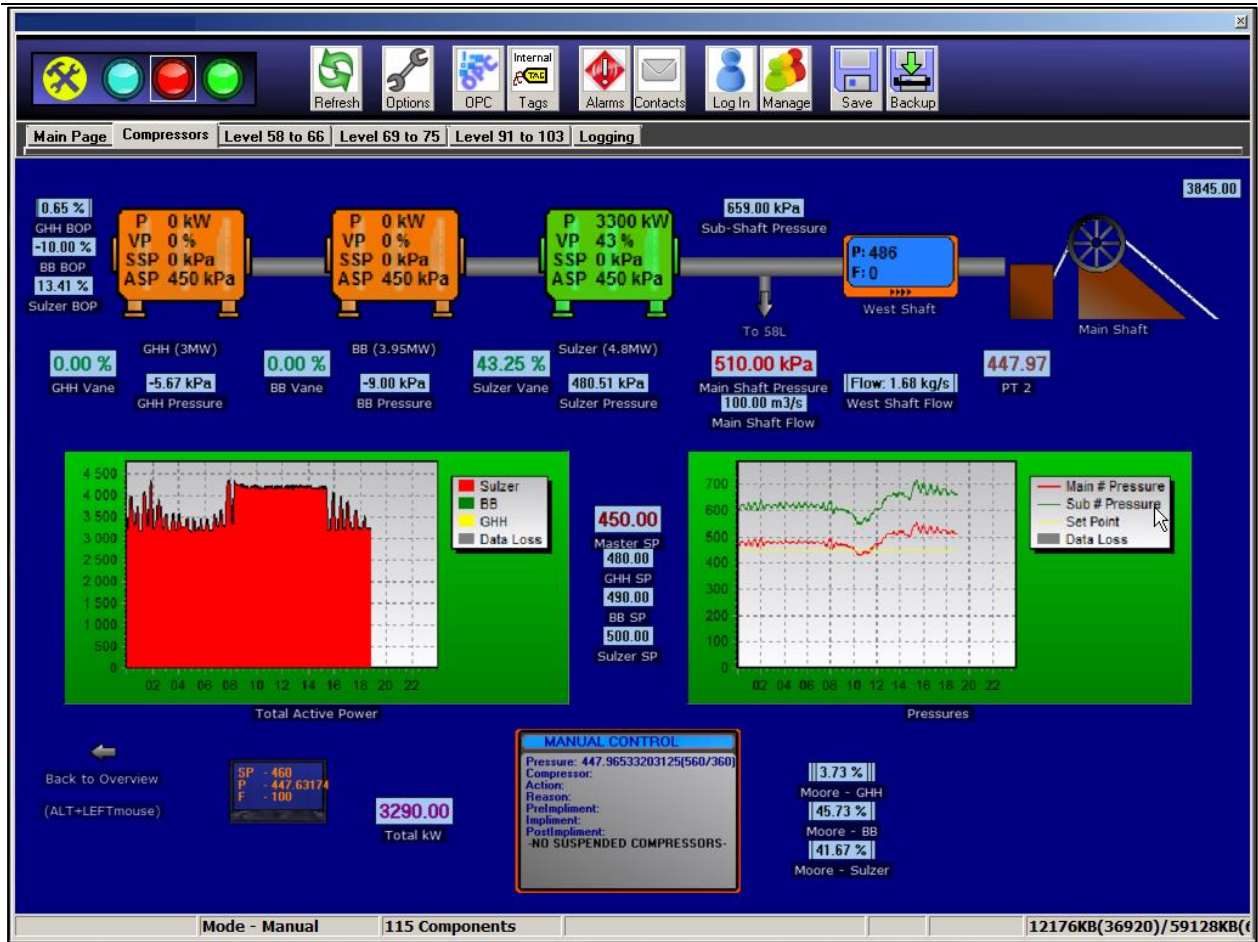 Internal
Refresh
Options
OPC
Tags
Alarms
Contacts
Log In
Manage
Save
Backup
Main Page
Compressors
Level 58 to 66
Level 69 to 75
Level 91 to 103
Logging
3845.00
0.65 %
GHH BOP
-10.00 %
BB BOP
13.41 %
Sulzer BOP
P 0 kW
VP 0 %
SSP 0 kPa
ASP 450 kPa
P 0 kW
VP 0 %
SSP 0 kPa
ASP 450 kPa
P 3300 kW
VP 43 %
SSP 0 kPa
ASP 450 kPa
659.00 kPa
Sub-Shaft Pressure
To 58L
P: 486
F: 0
West Shaft
Main Shaft
GHH (3MW)
BB (3.95MW)
Sulzer (4.8MW)
0.00 %
GHH Vane
-5.67 kPa
GHH Pressure
0.00 %
BB Vane
-9.00 kPa
BB Pressure
43.25 %
Sulzer Vane
480.51 kPa
Sulzer Pressure
510.00 kPa
Main Shaft Pressure
100.00 m3/s
Main Shaft Flow
Flow: 1.68 kg/s
West Shaft Flow
447.97
PT 2
4 500
4 000
3 500
3 000
2 500
2 000
1 500
1 000
500
0
02 04 06 08 10 12 14 16 18 20 22
Sulzer
BB
GHH
Data Loss
Total Active Power
450.00
Master SP
480.00
GHH SP
490.00
BB SP
500.00
Sulzer SP
700
600
500
400
300
200
100
0
02 04 06 08 10 12 14 16 18 20 22
Main # Pressure
Sub # Pressure
Set Point
Data Loss
Pressures
Back to Overview
(ALT+LEFTmouse)
SP - 460
P - 447.63174
F - 100
3290.00
Total kW
MANUAL CONTROL
Pressure: 447.96533203125(560/360)
Compressor:
Action:
Reason:
PreImpliment:
Impliment:
PostImpliment:
-NO SUSPENDED COMPRESSORS-
3.73 %
Moore - GHH
45.73 %
Moore - BB
41.67 %
Moore - Sulzer
Mode - Manual
115 Components
12176KB(36920)/59128KB(